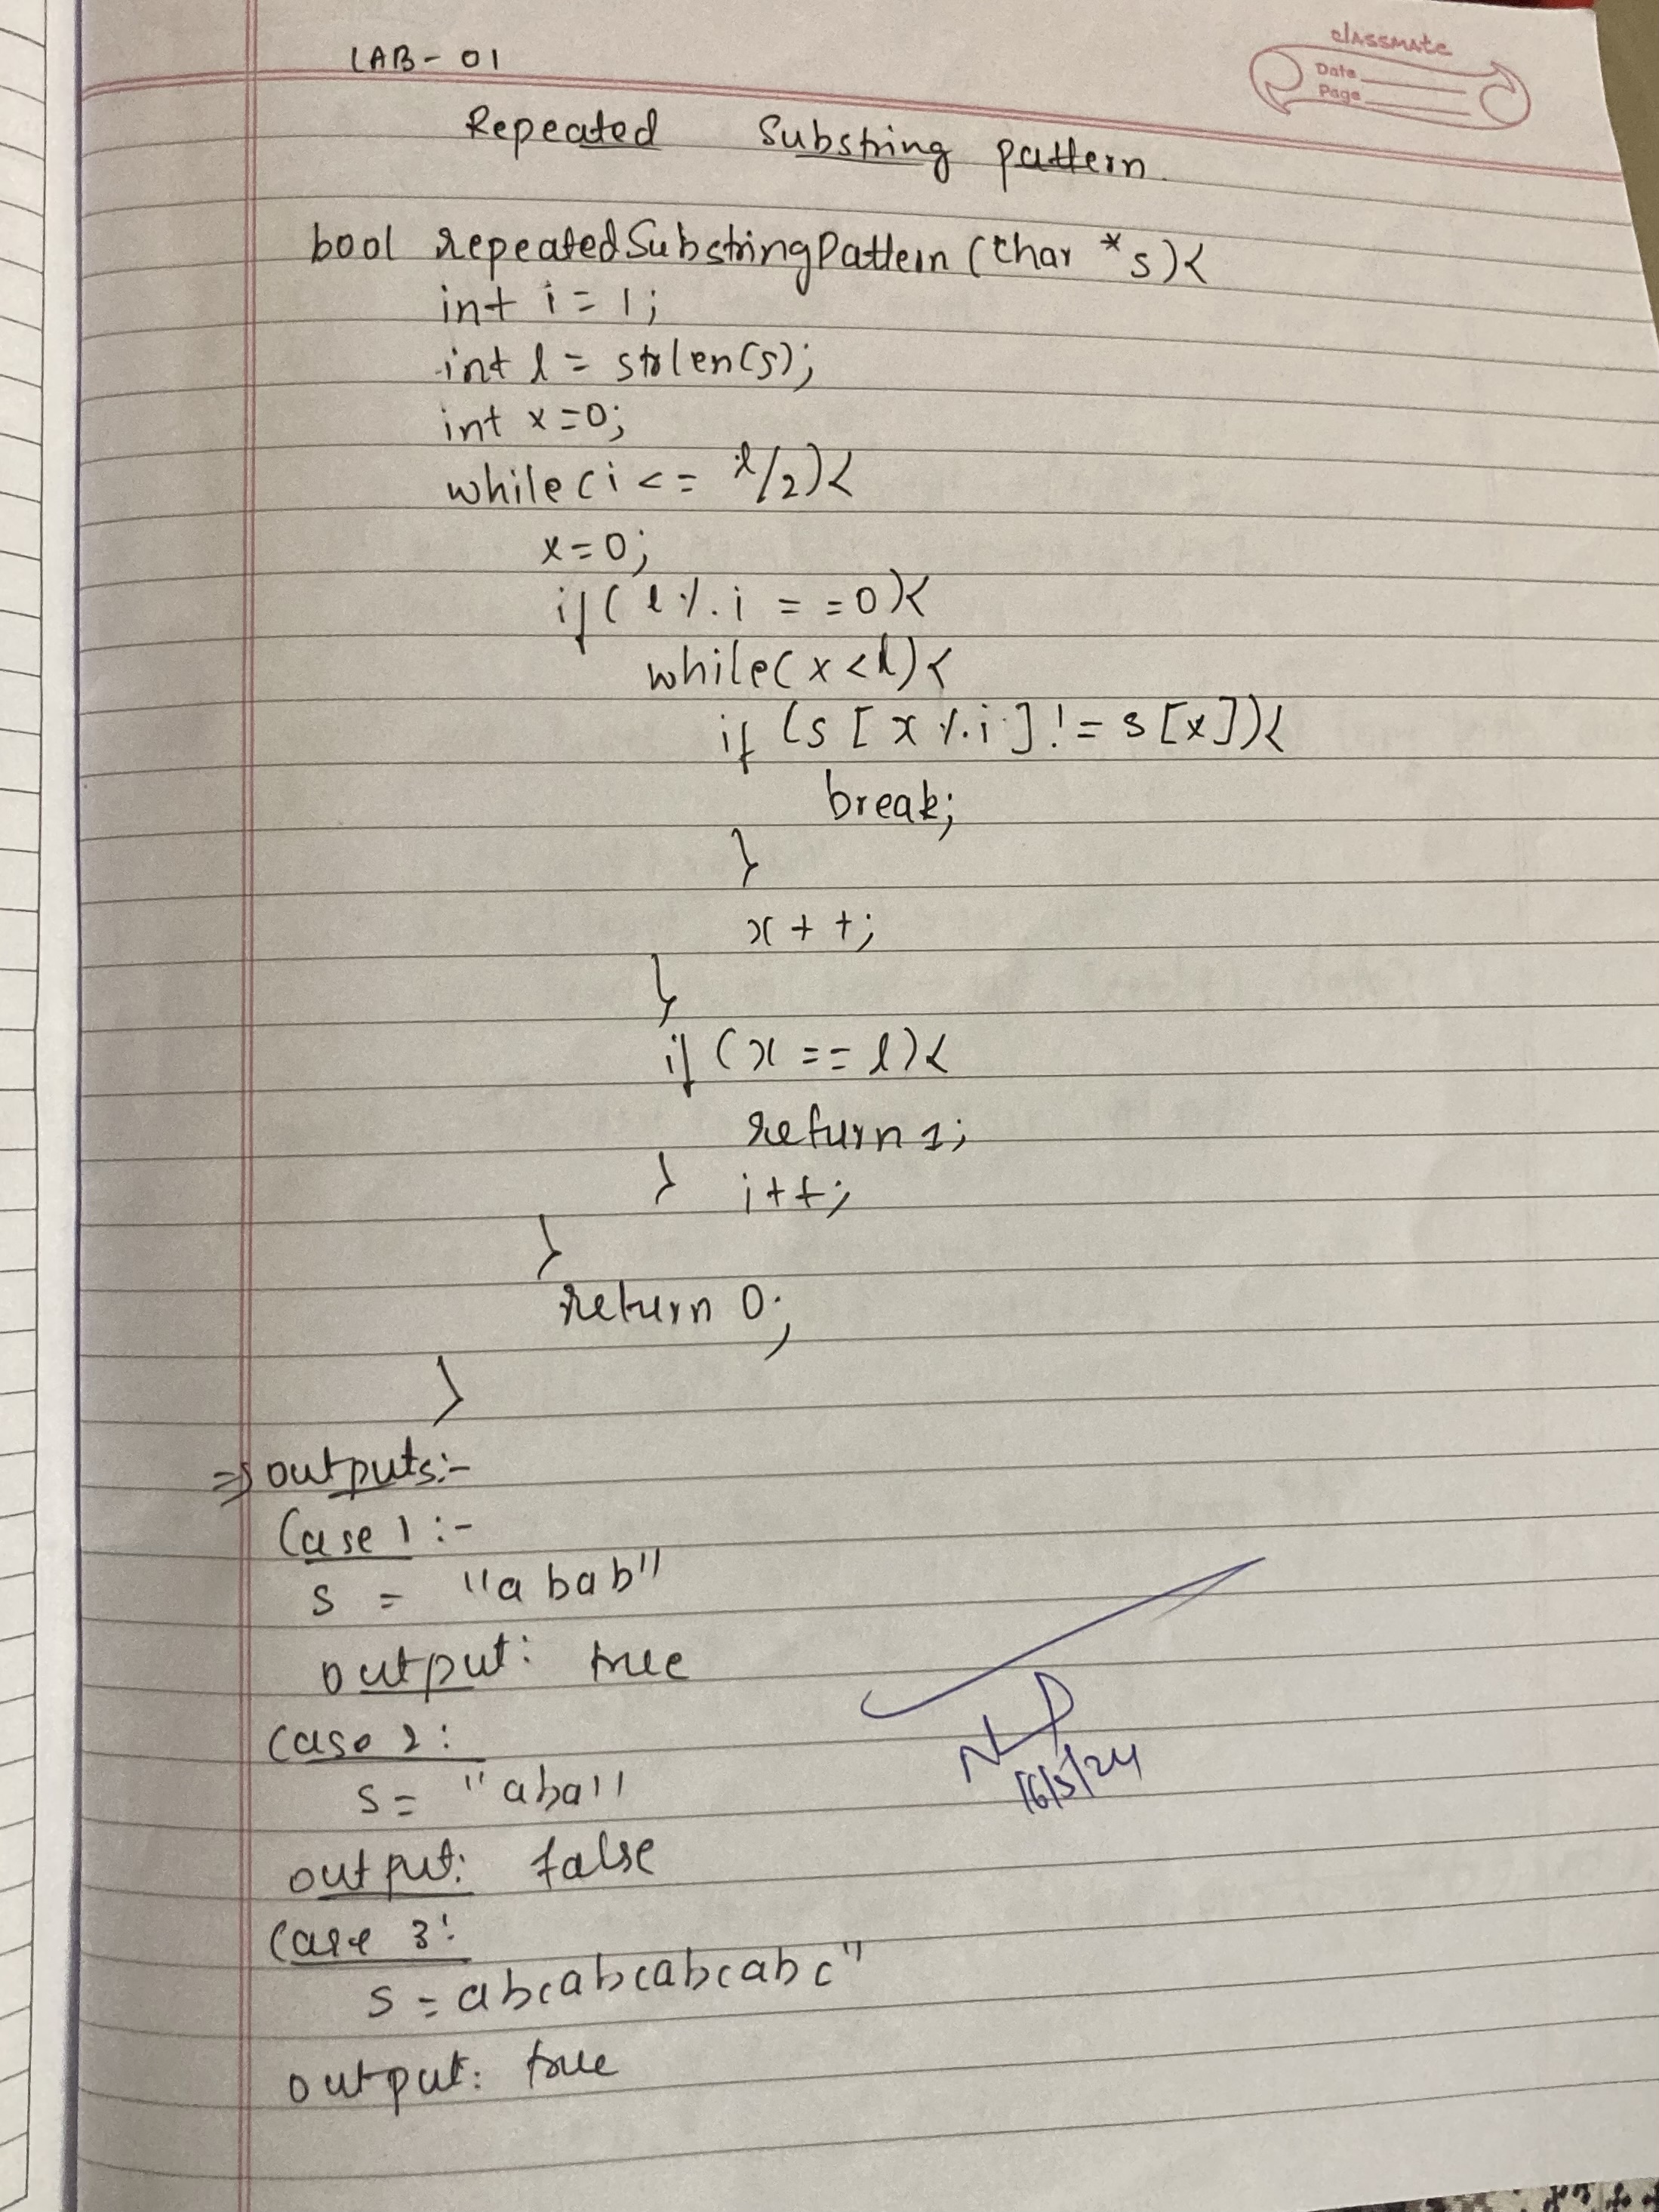 LAB - 01
classmate
Date
Page
Repeated Substring pattern.
bool repeatedSubstringPattern (char *s){
int i = 1;
int l = strlen(s);
int x=0;
while(i <= l/2){
x=0;
if(l%i==0){
while(x<l){
if (s[x%i]!=s[x]){
break;
}
x++;
}
if (x==l){
return 1;
} i++;
}
return 0;
}
=> outputs:-
Case 1:-
s = "abab"
output: true
Case 2:
s= "aba"
output: false
Case 3:
s=abcabcabcabc"
output: true
16/5/24